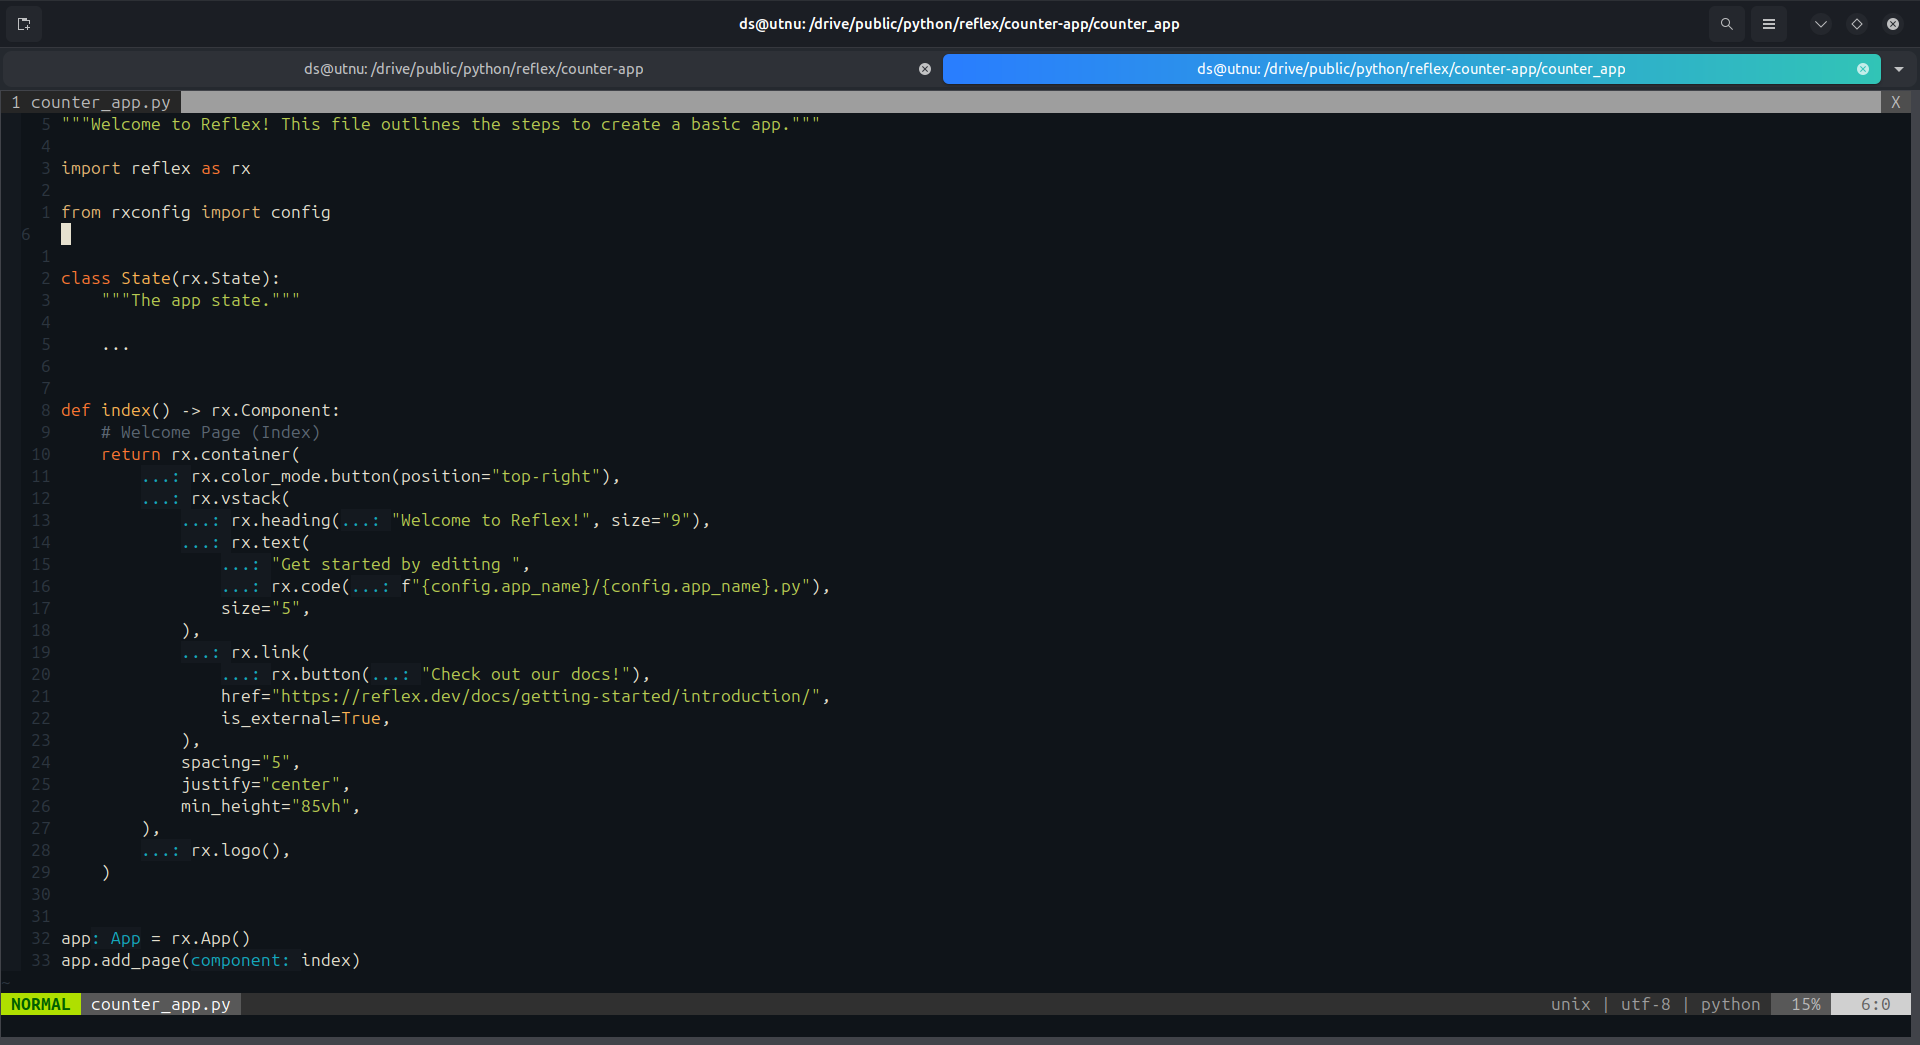 ds@utnu: /drive/public/python/reflex/counter-app/counter_app
ds@utnu: /drive/public/python/reflex/counter-app
ds@utnu: /drive/public/python/reflex/counter-app/counter_app
1 counter_app.py X
5 """Welcome to Reflex! This file outlines the steps to create a basic app."""
4
3 import reflex as rx
2
1 from rxconfig import config
6
1
2 class State(rx.State):
3     """The app state."""
4
5     ...
6
7
8 def index() -> rx.Component:
9     # Welcome Page (Index)
10     return rx.container(
11         ...: rx.color_mode.button(position="top-right"),
12         ...: rx.vstack(
13             ...: rx.heading(...: "Welcome to Reflex!", size="9"),
14             ...: rx.text(
15                 ...: "Get started by editing ",
16                 ...: rx.code(...: f"{config.app_name}/{config.app_name}.py"),
17                 size="5",
18             ),
19             ...: rx.link(
20                 ...: rx.button(...: "Check out our docs!"),
21                 href="https://reflex.dev/docs/getting-started/introduction/",
22                 is_external=True,
23             ),
24             spacing="5",
25             justify="center",
26             min_height="85vh",
27         ),
28         ...: rx.logo(),
29     )
30
31
32 app: App = rx.App()
33 app.add_page(component: index)
~
NORMAL counter_app.py unix | utf-8 | python 15% 6:0